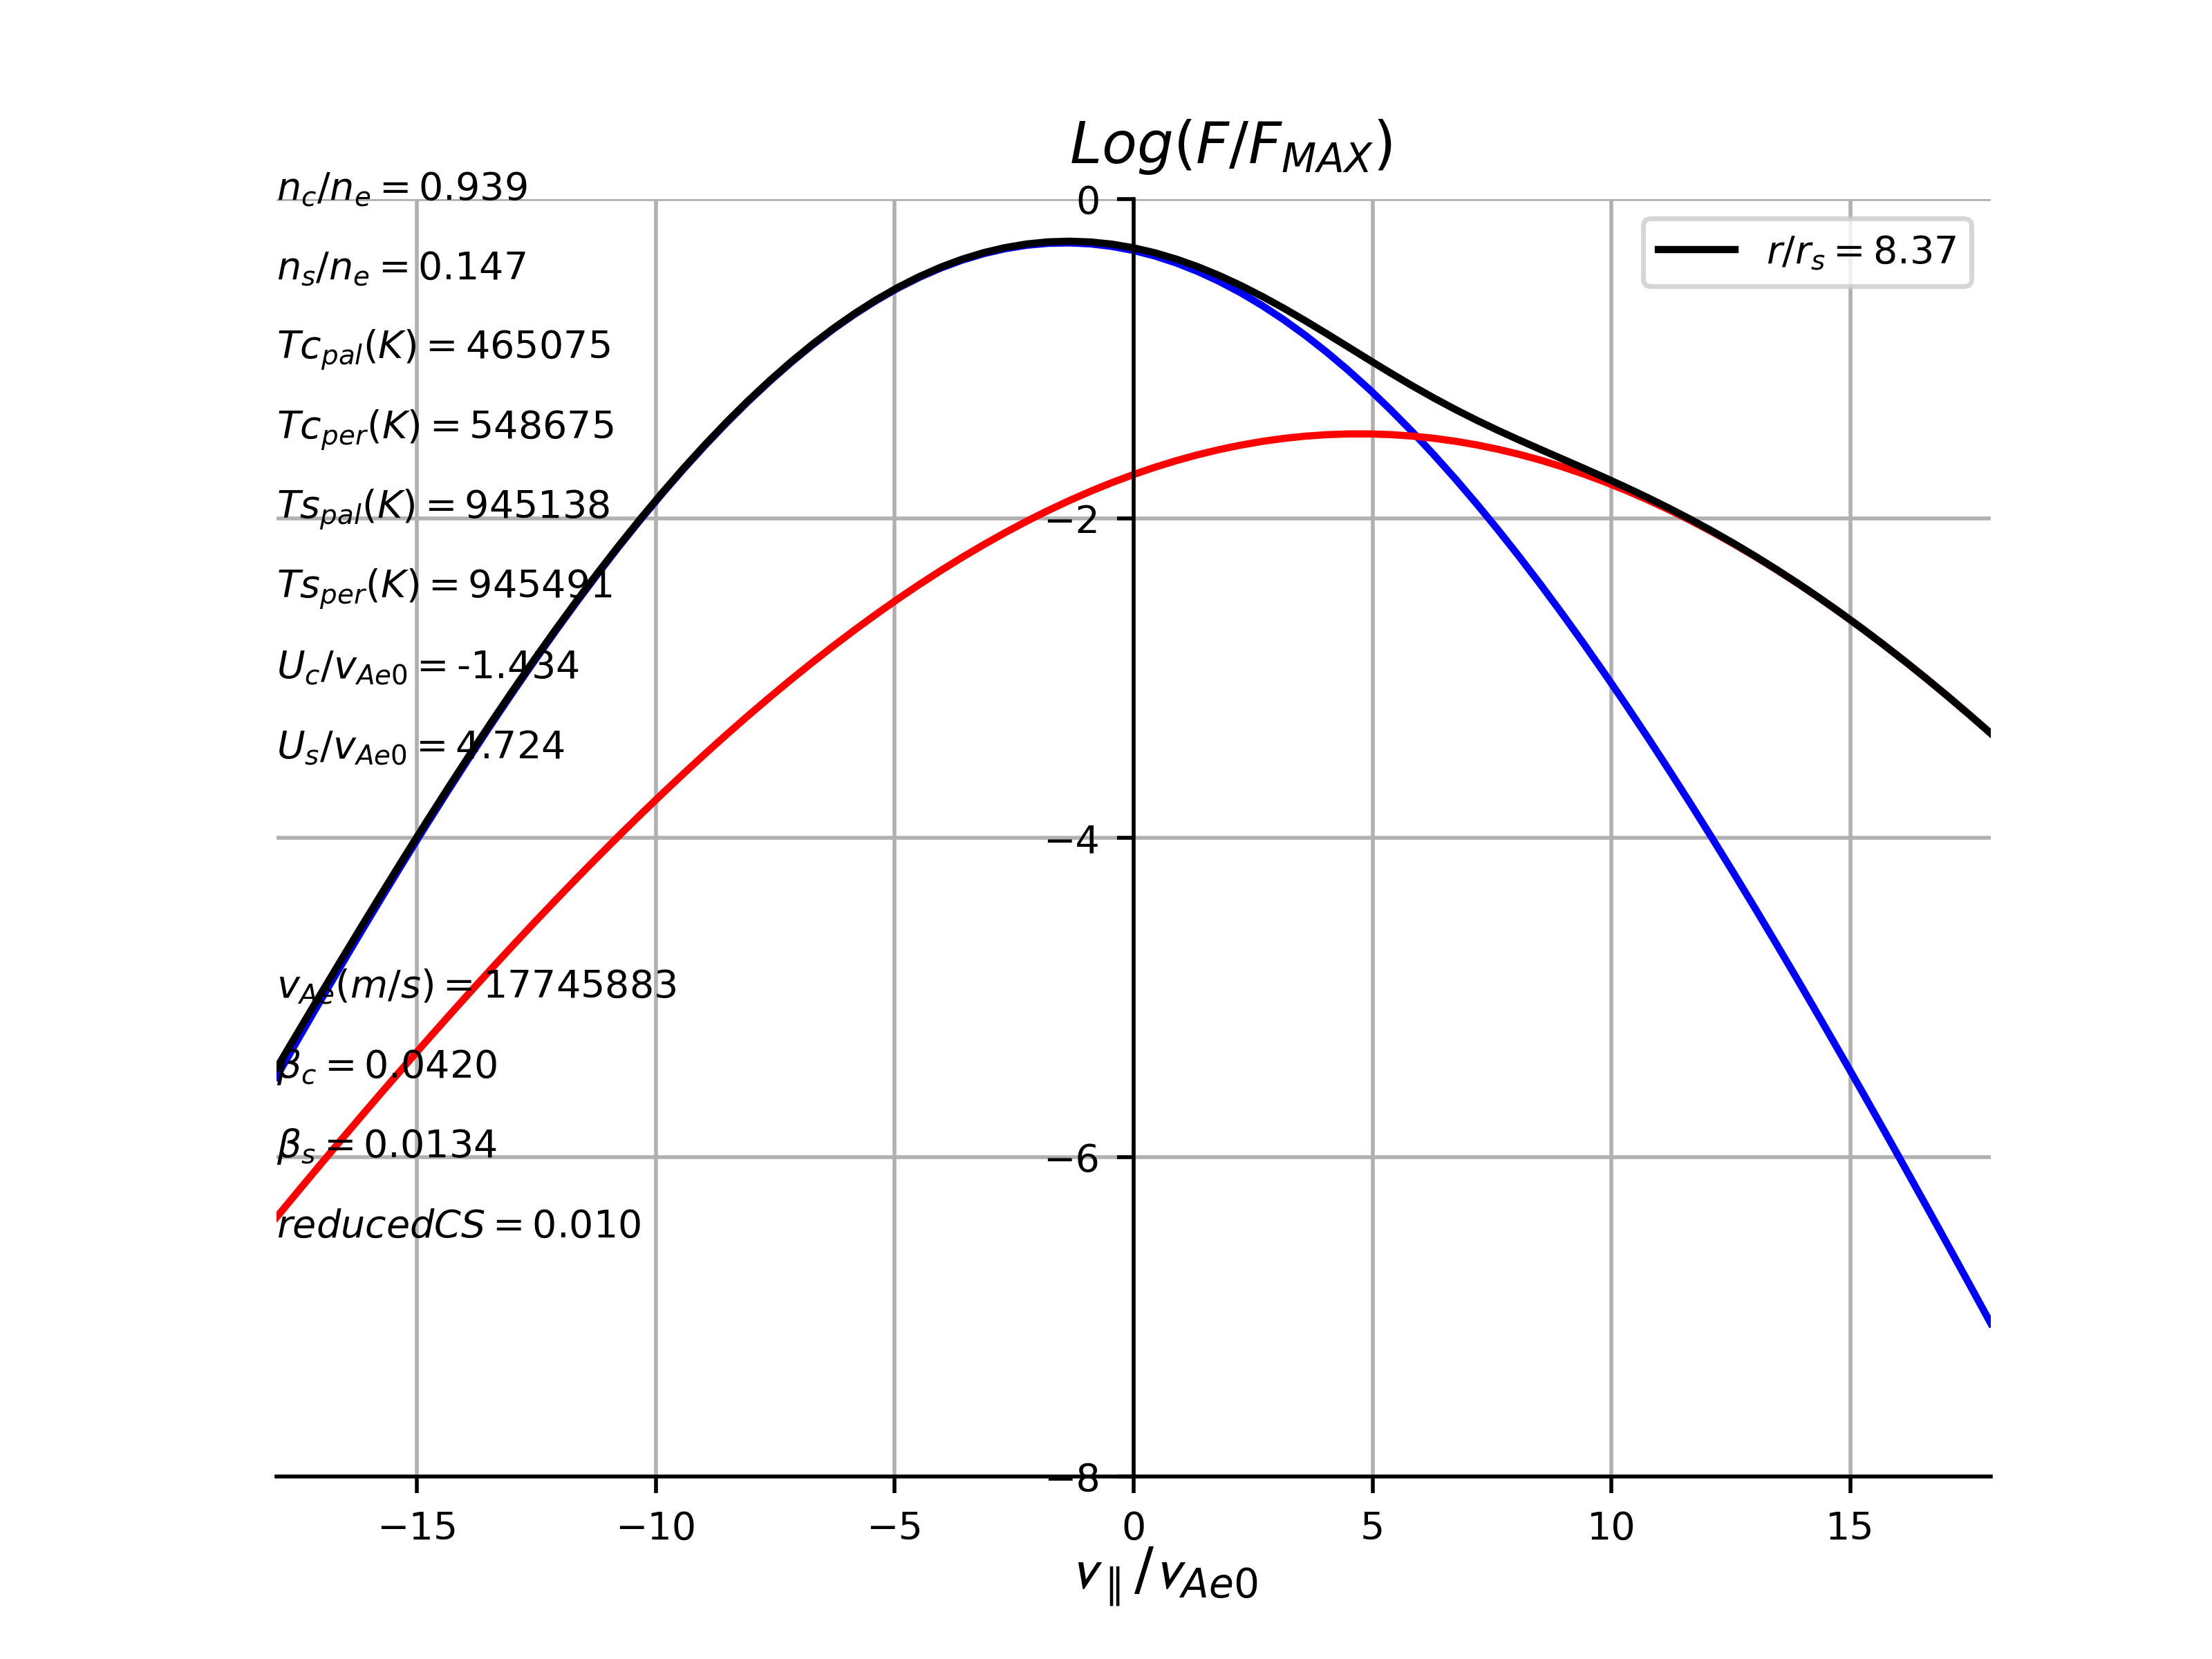 Log(F/F_MAX)
n_c/n_e = 0.939
n_s/n_e = 0.147
Tc_pal(K) = 465075
Tc_per(K) = 548675
Ts_pal(K) = 945138
Ts_per(K) = 945491
U_c/v_Ae0 = -1.434
U_s/v_Ae0 = 4.724
v_Ae(m/s) = 17745883
β_c = 0.0420
β_s = 0.0134
reducedCS = 0.010
r/r_s = 8.37
0
−2
−4
−6
−8
−15 −10 −5 0 5 10 15
v_∥/v_Ae0